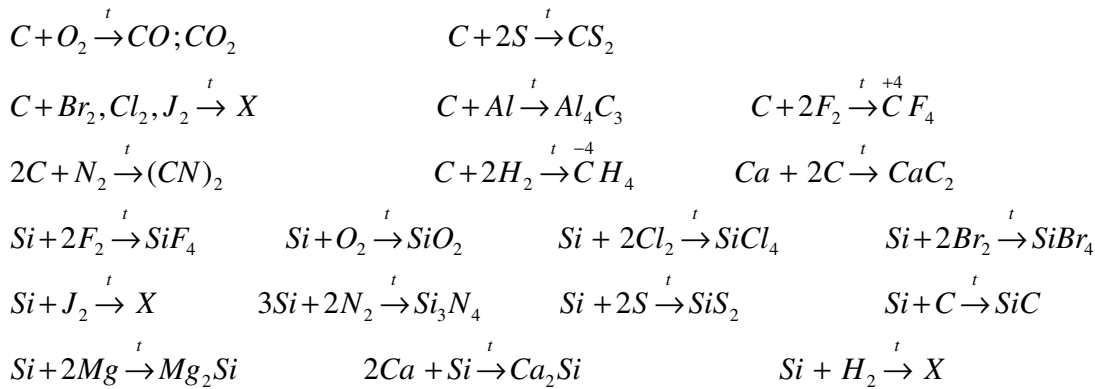 C + O₂ →ᵗ CO; CO₂ C + 2S →ᵗ CS₂
C + Br₂, Cl₂, J₂ →ᵗ X C + Al →ᵗ Al₄C₃ C + 2F₂ →ᵗ C⁺⁴F₄
2C + N₂ →ᵗ (CN)₂ C + 2H₂ →ᵗ C⁻⁴H₄ Ca + 2C →ᵗ CaC₂
Si + 2F₂ →ᵗ SiF₄ Si + O₂ →ᵗ SiO₂ Si + 2Cl₂ →ᵗ SiCl₄ Si + 2Br₂ →ᵗ SiBr₄
Si + J₂ →ᵗ X 3Si + 2N₂ →ᵗ Si₃N₄ Si + 2S →ᵗ SiS₂ Si + C →ᵗ SiC
Si + 2Mg →ᵗ Mg₂Si 2Ca + Si →ᵗ Ca₂Si Si + H₂ →ᵗ X